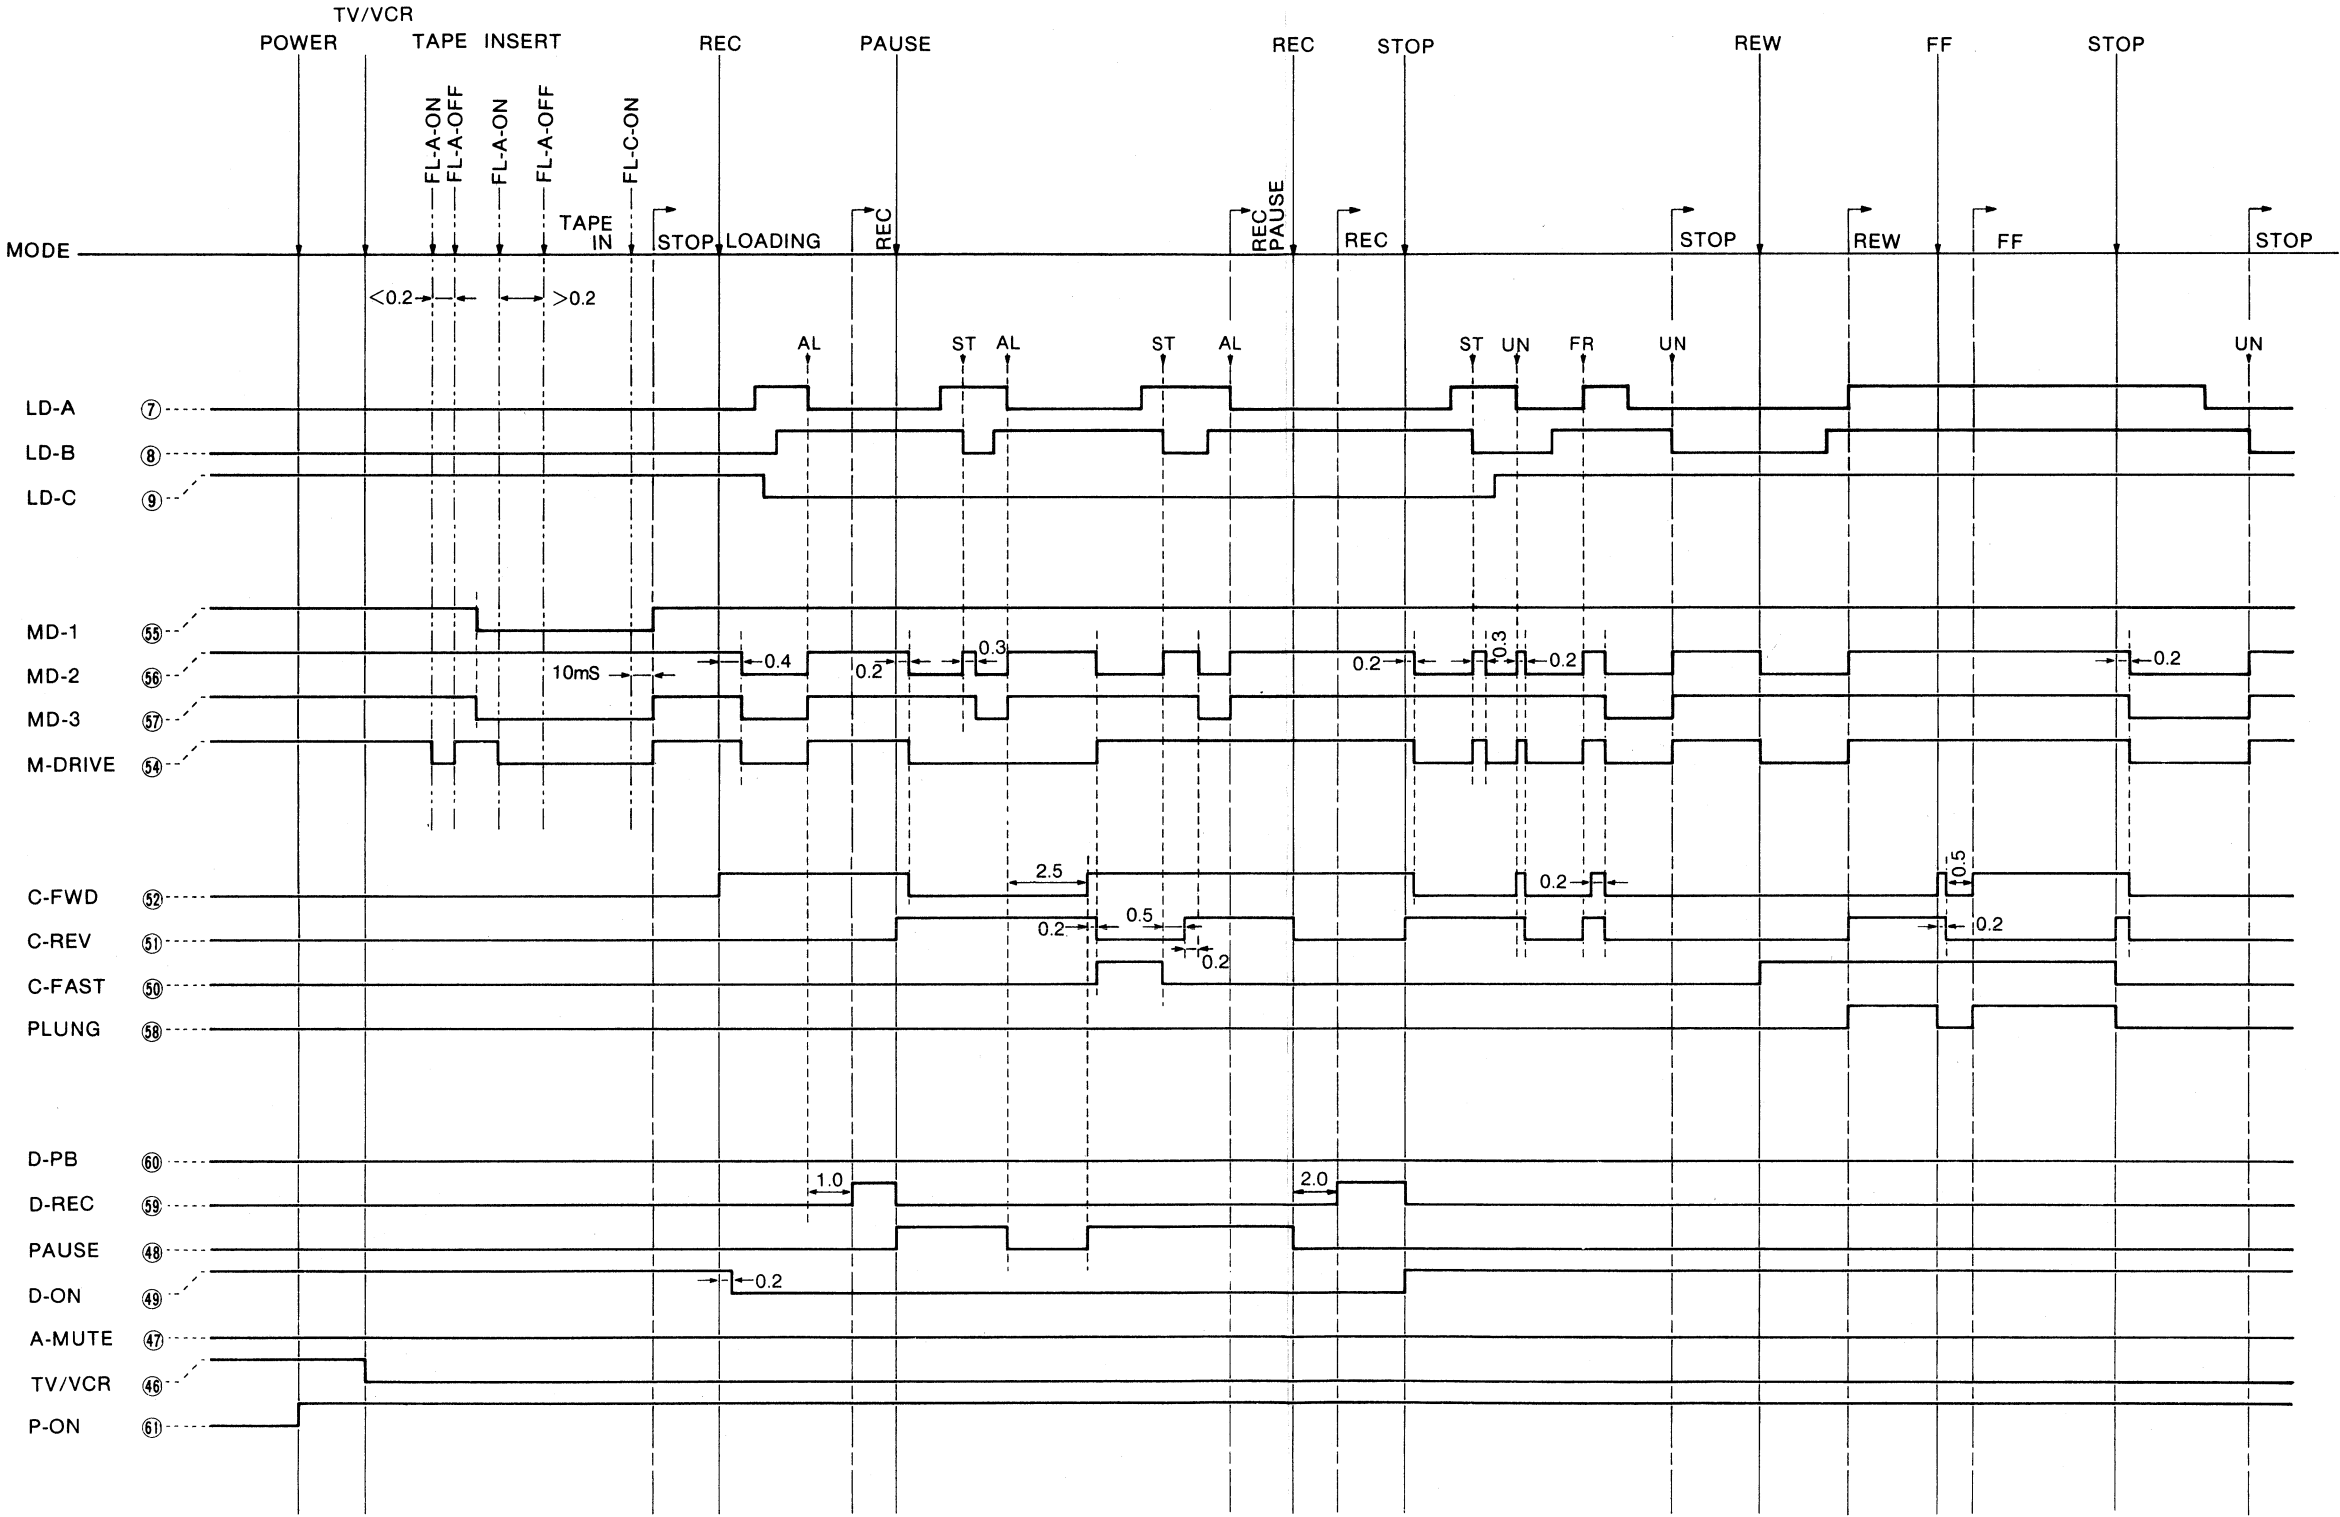 TV/VCR
POWER TAPE INSERT REC PAUSE REC STOP REW FF STOP
FL-A-ON
FL-A-OFF
FL-A-ON
FL-A-OFF
FL-C-ON
MODE TAPE IN STOP LOADING REC REC PAUSE REC STOP REW FF STOP
<0.2 >0.2
AL ST AL ST AL ST UN FR UN UN
LD-A ⑦
LD-B ⑧
LD-C ⑨
MD-1 55
MD-2 56 10mS 0.4 0.2 0.3 0.2 0.3 0.2 0.2
MD-3 57
M-DRIVE 54
C-FWD 52 2.5 0.2 0.5
C-REV 51 0.2 0.5 0.2 0.2
C-FAST 50
PLUNG 58
D-PB 60
D-REC 59 1.0 2.0
PAUSE 48
D-ON 49 0.2
A-MUTE 47
TV/VCR 46
P-ON 61